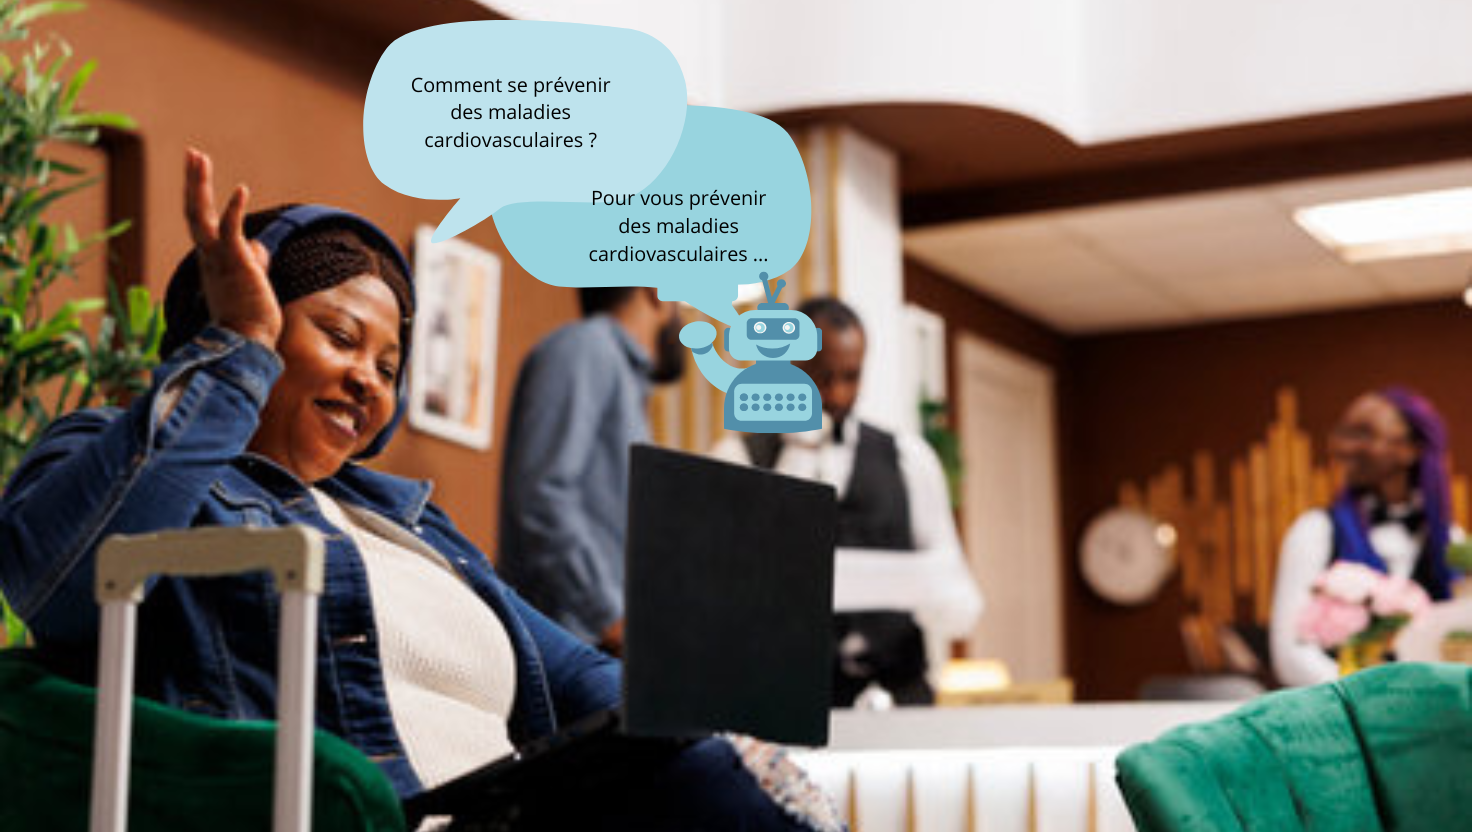 Comment se prévenir
des maladies
cardiovasculaires ?
Pour vous prévenir
des maladies
cardiovasculaires ...